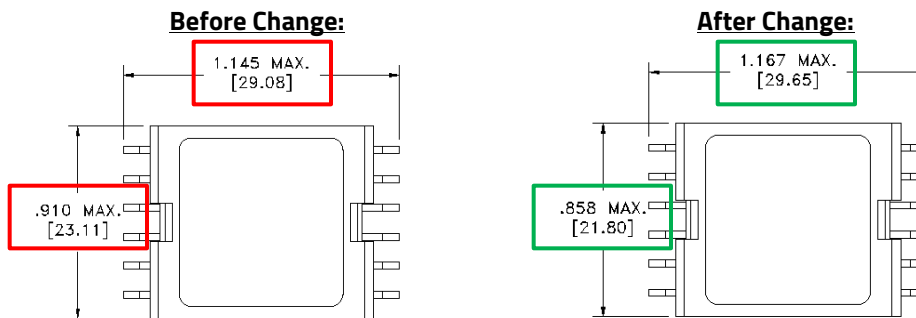 Before Change:
1.145 MAX.
[29.08]
.910 MAX.
[23.11]
After Change:
1.167 MAX.
[29.65]
.858 MAX.
[21.80]